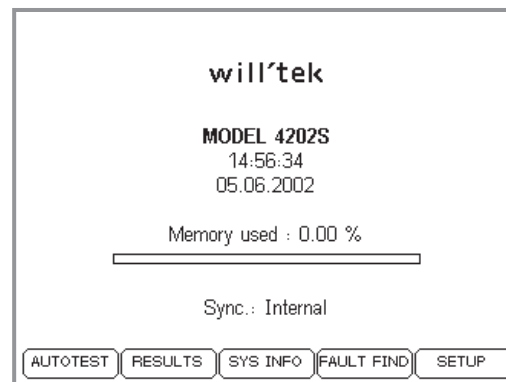 will'tek
MODEL 4202S
14:56:34
05.06.2002
Memory used : 0.00 %
Sync.: Internal
AUTOTEST RESULTS SYS INFO FAULT FIND SETUP